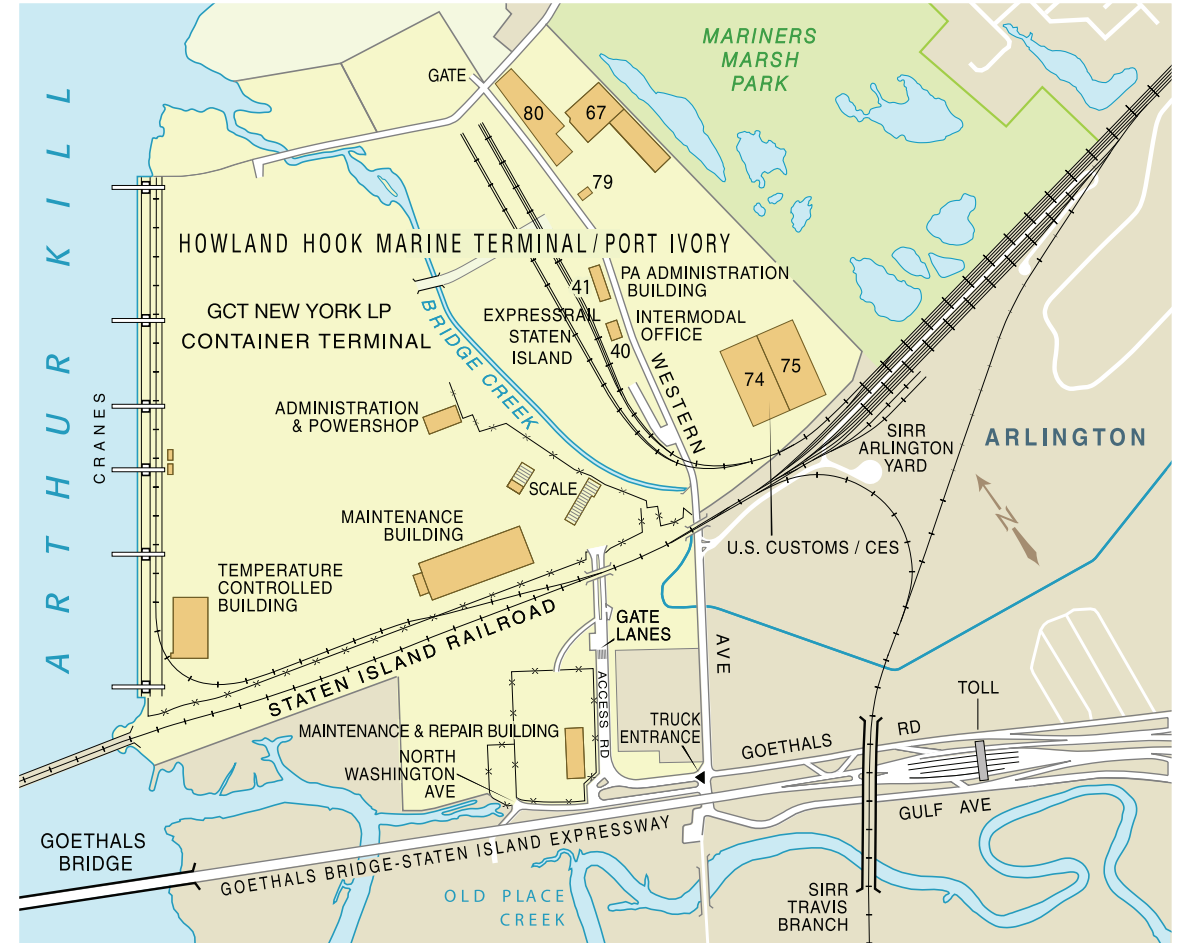 MARINERS
MARSH
PARK
GATE
80
67
79
ARTHUR KILL
HOWLAND HOOK MARINE TERMINAL/PORT IVORY
PA ADMINISTRATION
BUILDING
41
GCT NEW YORK LP
CONTAINER TERMINAL
BRIDGE CREEK
EXPRESSRAIL
STATEN
ISLAND
INTERMODAL
OFFICE
40
WESTERN
AVE
74
75
CRANES
ADMINISTRATION
& POWERSHOP
SIRR
ARLINGTON
YARD
ARLINGTON
SCALE
N
MAINTENANCE
BUILDING
U.S. CUSTOMS / CES
TEMPERATURE
CONTROLLED
BUILDING
STATEN ISLAND RAILROAD
GATE
LANES
ACCESS RD
TOLL
MAINTENANCE & REPAIR BUILDING
TRUCK
ENTRANCE
GOETHALS RD
NORTH
WASHINGTON
AVE
GULF AVE
GOETHALS
BRIDGE
GOETHALS BRIDGE-STATEN ISLAND EXPRESSWAY
OLD PLACE
CREEK
SIRR
TRAVIS
BRANCH